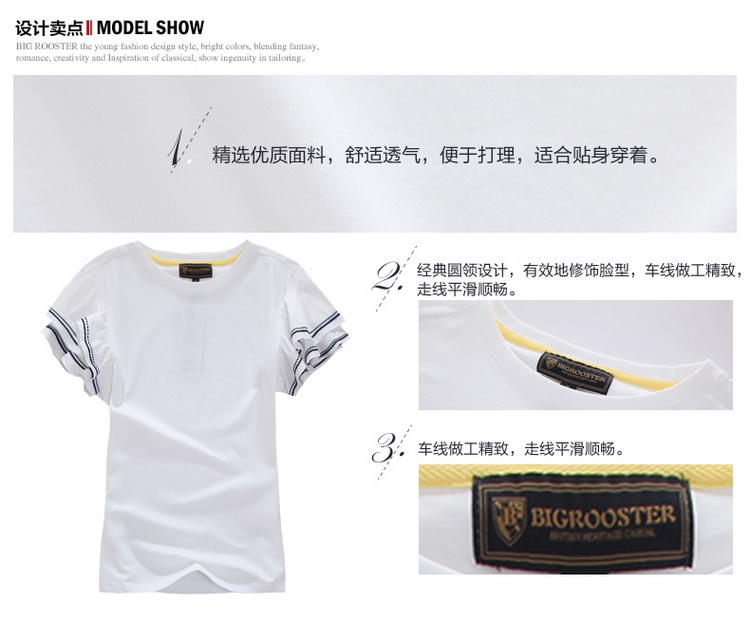 设计卖点 MODEL SHOW
BIG ROOSTER the young fashion design style, bright colors, blending fantasy,
romance, creativity and Inspiration of classical, show ingenuity in tailoring。
1.
精选优质面料，舒适透气，便于打理，适合贴身穿着。
2.
经典圆领设计，有效地修饰脸型，车线做工精致，
走线平滑顺畅。
BIGROOSTER
BIGROOSTER
3.
车线做工精致，走线平滑顺畅。
BIGROOSTER
BRITISH HERITAGE CASUAL